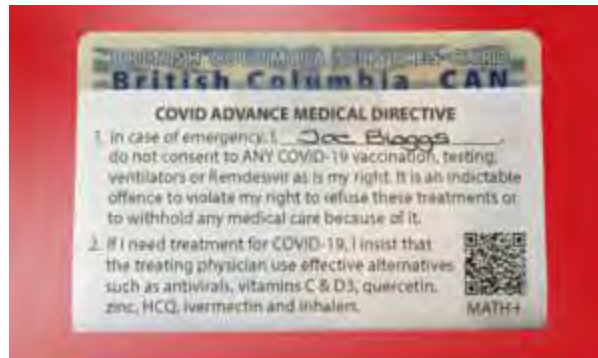 BRITISH COLUMBIA SERVICES CARD
British Columbia CAN
COVID ADVANCE MEDICAL DIRECTIVE
1. In case of emergency, I, Joe Bloggs,
do not consent to ANY COVID-19 vaccination, testing,
ventilators or Remdesivir as is my right. It is an indictable
offence to violate my right to refuse these treatments or
to withhold any medical care because of it.
2. If I need treatment for COVID-19, I insist that
the treating physician use effective alternatives
such as antivirals, vitamins C & D3, quercetin,
zinc, HCQ, ivermectin and inhalers.
MATH+